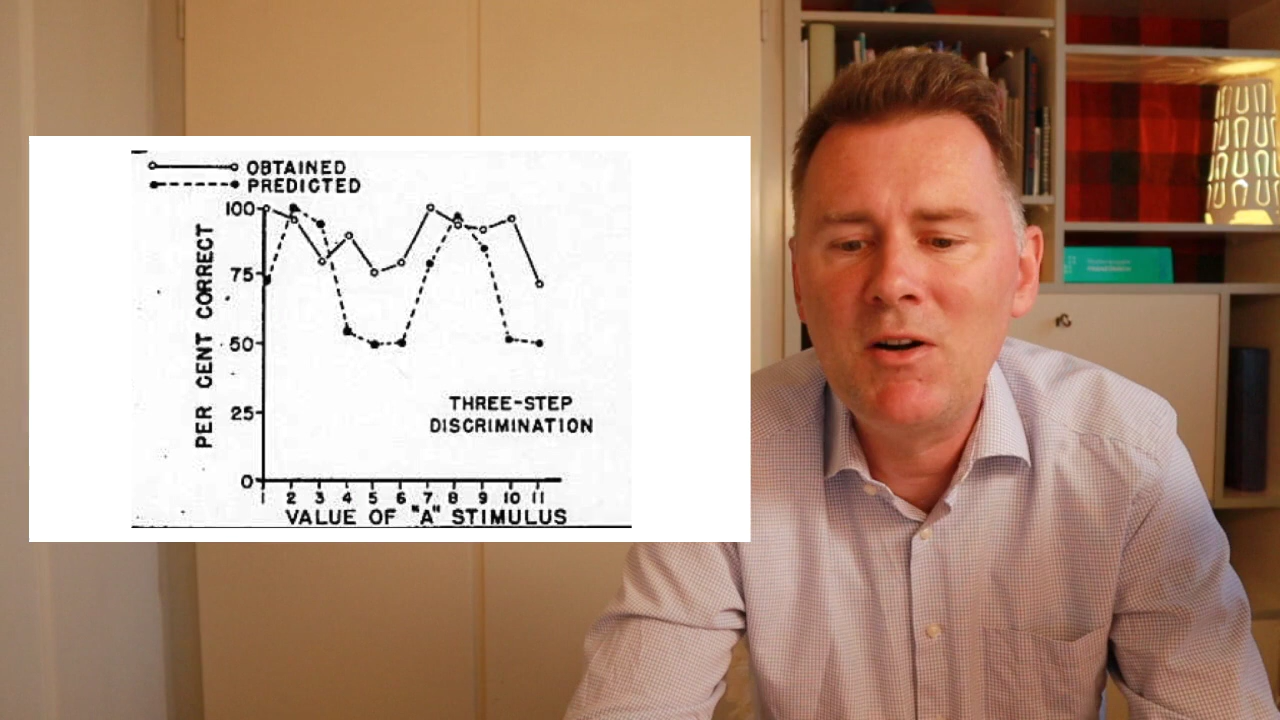 OBTAINED
PREDICTED
100
75
50
25
0
PER CENT CORRECT
THREE-STEP
DISCRIMINATION
1 2 3 4 5 6 7 8 9 10 11
VALUE OF "A" STIMULUS